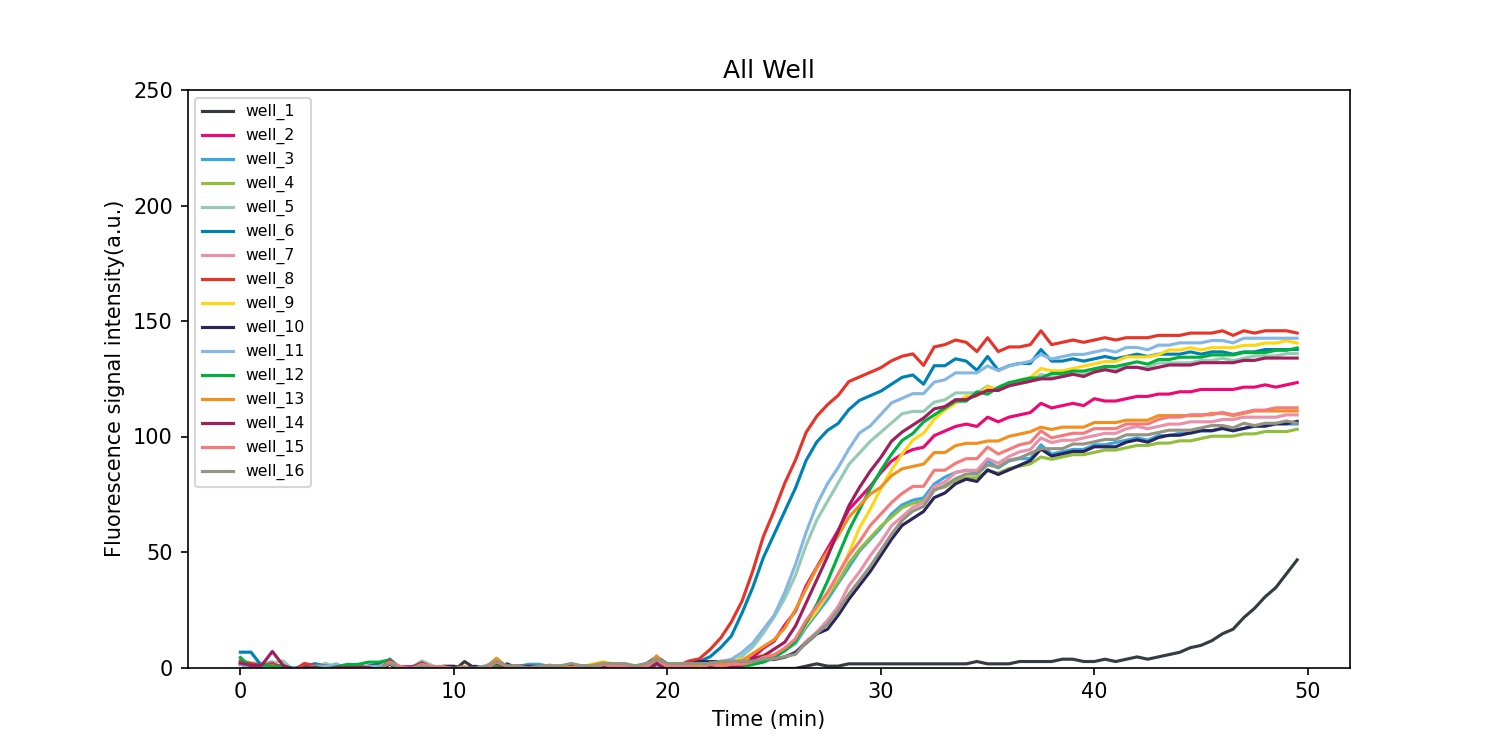 All Well
250
200
150
100
50
0
Fluorescence signal intensity(a.u.)
well_1
well_2
well_3
well_4
well_5
well_6
well_7
well_8
well_9
well_10
well_11
well_12
well_13
well_14
well_15
well_16
0 10 20 30 40 50
Time (min)